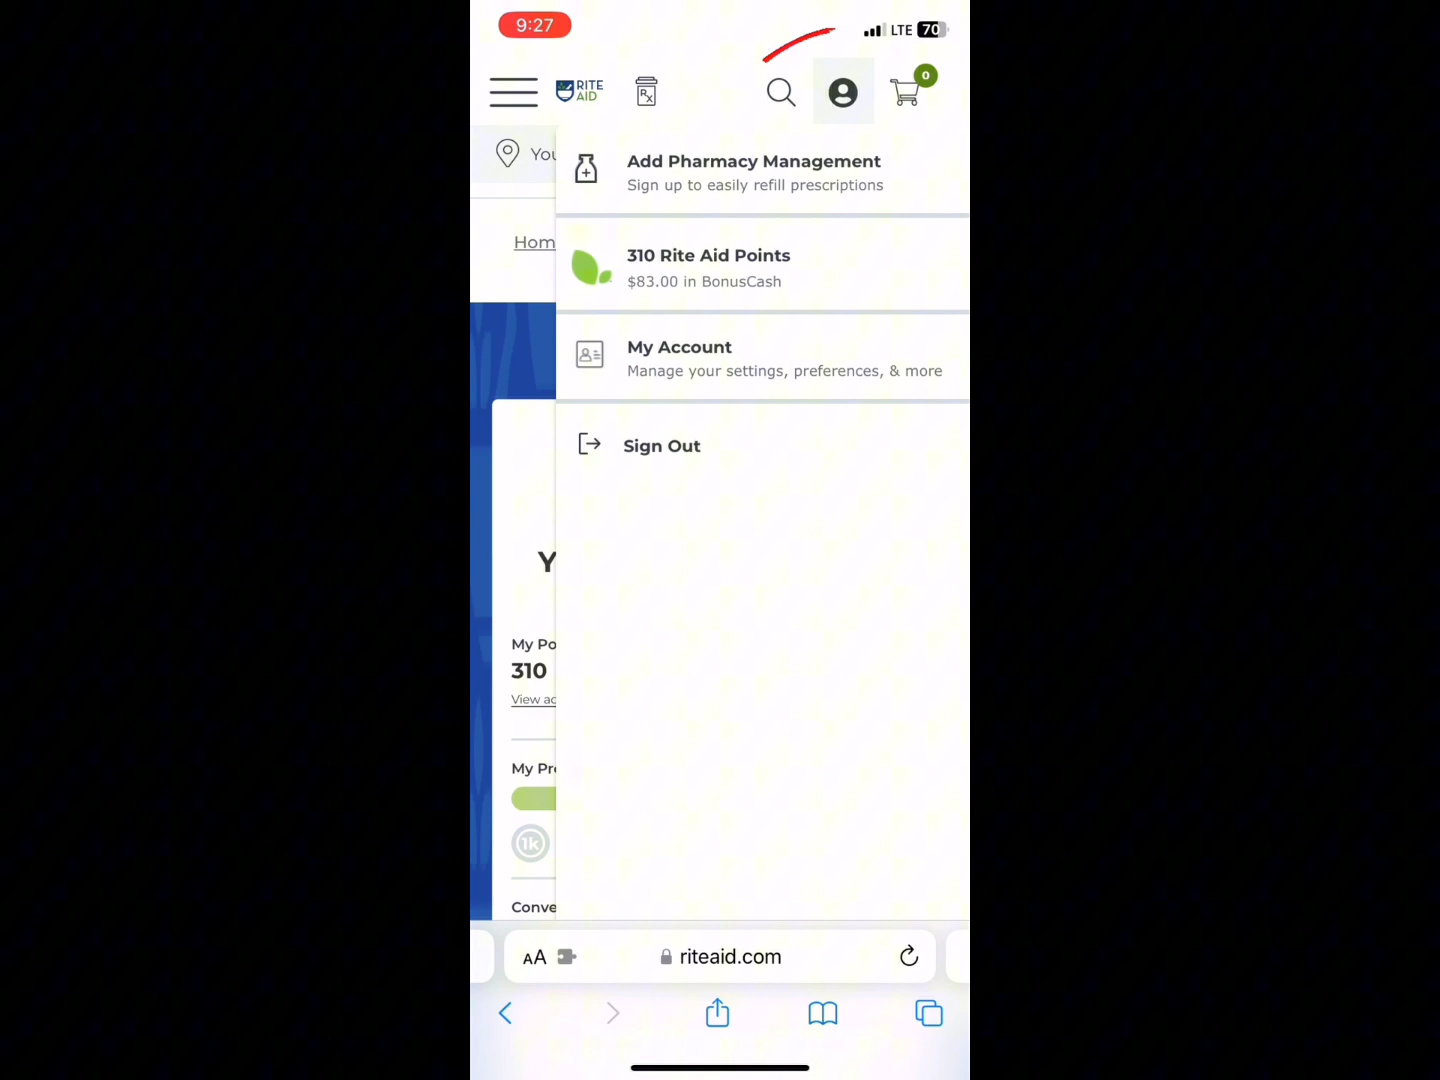 9:27
LTE 70
RITE
AID
Rx
0
You
Add Pharmacy Management
Sign up to easily refill prescriptions
Hom
310 Rite Aid Points
$83.00 in BonusCash
My Account
Manage your settings, preferences, & more
Sign Out
Y
My Po
310
View ac
My Pr
1k
Conve
AA
riteaid.com